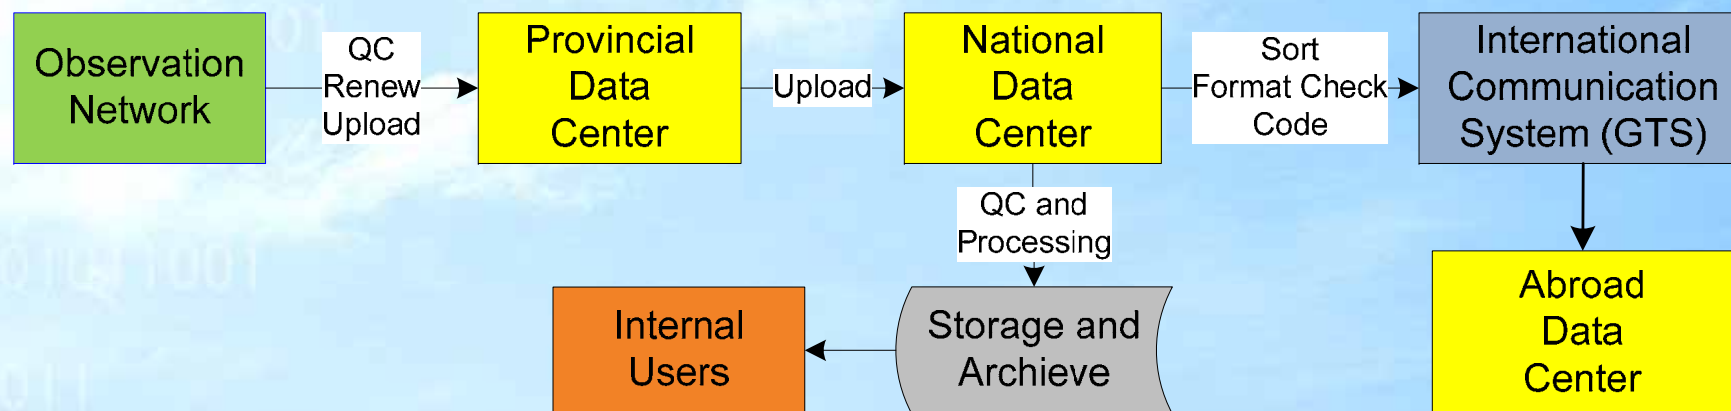 Observation
Network
QC
Renew
Upload
Provincial
Data
Center
Upload
National
Data
Center
Sort
Format Check
Code
International
Communication
System (GTS)
QC and
Processing
Internal
Users
Storage and
Archieve
Abroad
Data
Center